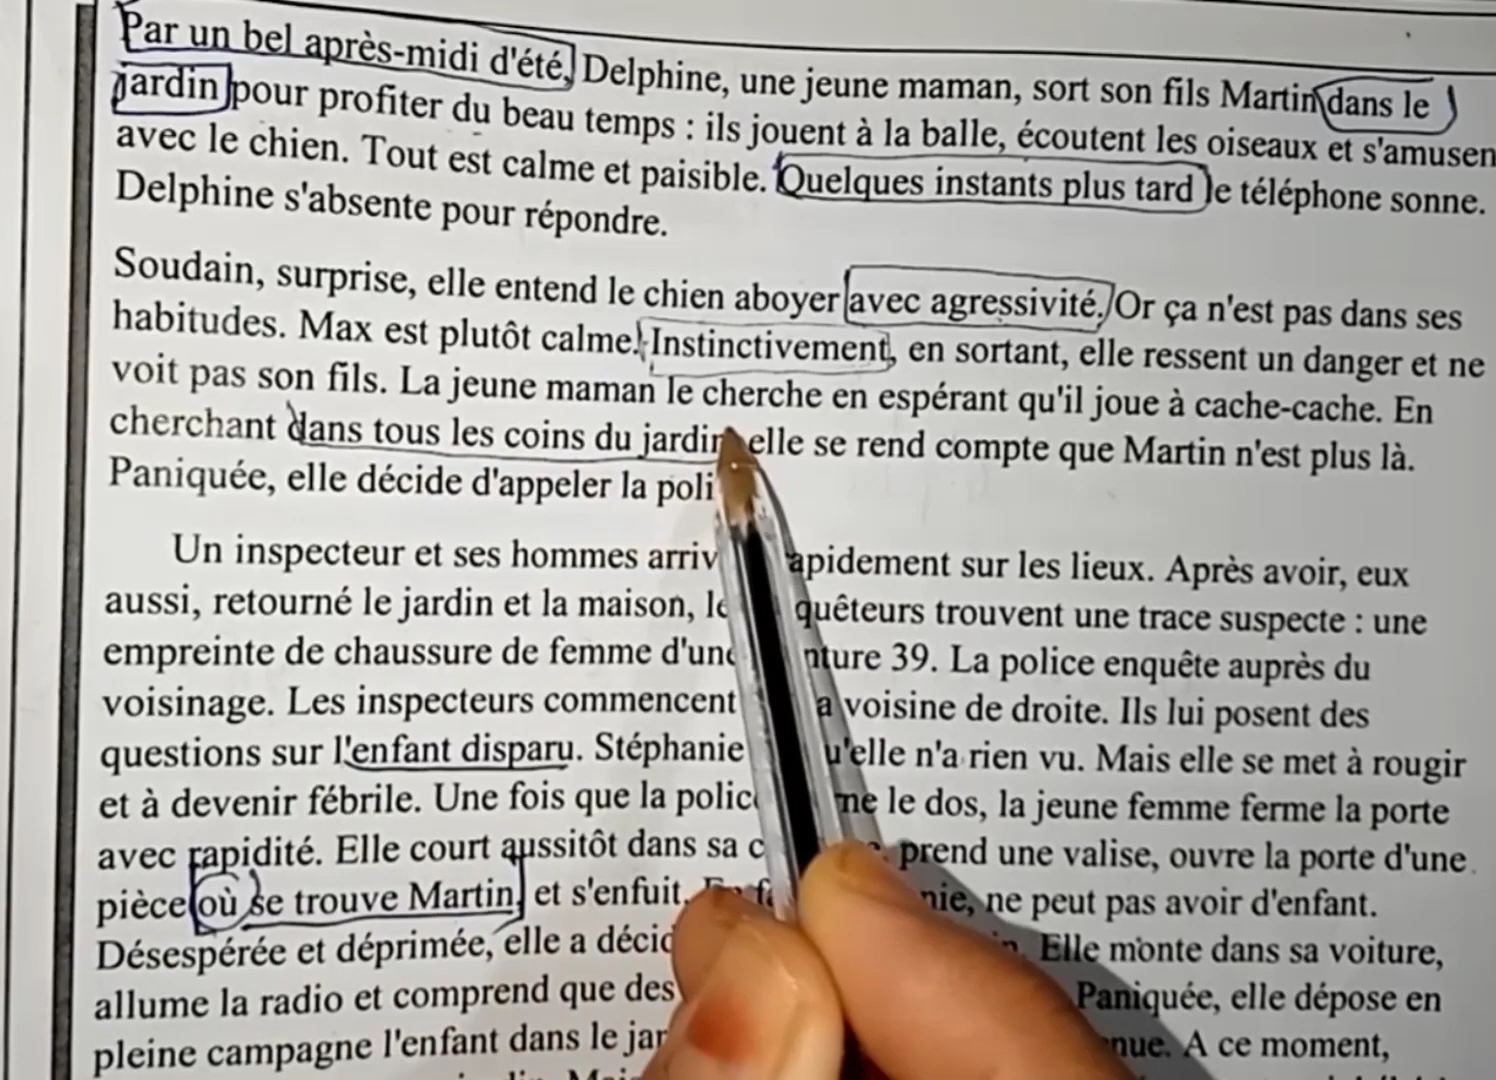 Par un bel après-midi d'été, Delphine, une jeune maman, sort son fils Martin dans le
jardin pour profiter du beau temps : ils jouent à la balle, écoutent les oiseaux et s'amusen
avec le chien. Tout est calme et paisible. Quelques instants plus tard le téléphone sonne.
Delphine s'absente pour répondre.
Soudain, surprise, elle entend le chien aboyer avec agressivité. Or ça n'est pas dans ses
habitudes. Max est plutôt calme. Instinctivement, en sortant, elle ressent un danger et ne
voit pas son fils. La jeune maman le cherche en espérant qu'il joue à cache-cache. En
cherchant dans tous les coins du jardin elle se rend compte que Martin n'est plus là.
Paniquée, elle décide d'appeler la poli
Un inspecteur et ses hommes arriv apidement sur les lieux. Après avoir, eux
aussi, retourné le jardin et la maison, quêteurs trouvent une trace suspecte : une
empreinte de chaussure de femme d'une nture 39. La police enquête auprès du
voisinage. Les inspecteurs commencent a voisine de droite. Ils lui posent des
questions sur l'enfant disparu. Stéphanie u'elle n'a rien vu. Mais elle se met à rougir
et à devenir fébrile. Une fois que la polic ne le dos, la jeune femme ferme la porte
avec rapidité. Elle court aussitôt dans sa c prend une valise, ouvre la porte d'une
pièce où se trouve Martin, et s'enfuit. nie, ne peut pas avoir d'enfant.
Désespérée et déprimée, elle a décid Elle monte dans sa voiture,
allume la radio et comprend que des Paniquée, elle dépose en
pleine campagne l'enfant dans le jar nue. A ce moment,